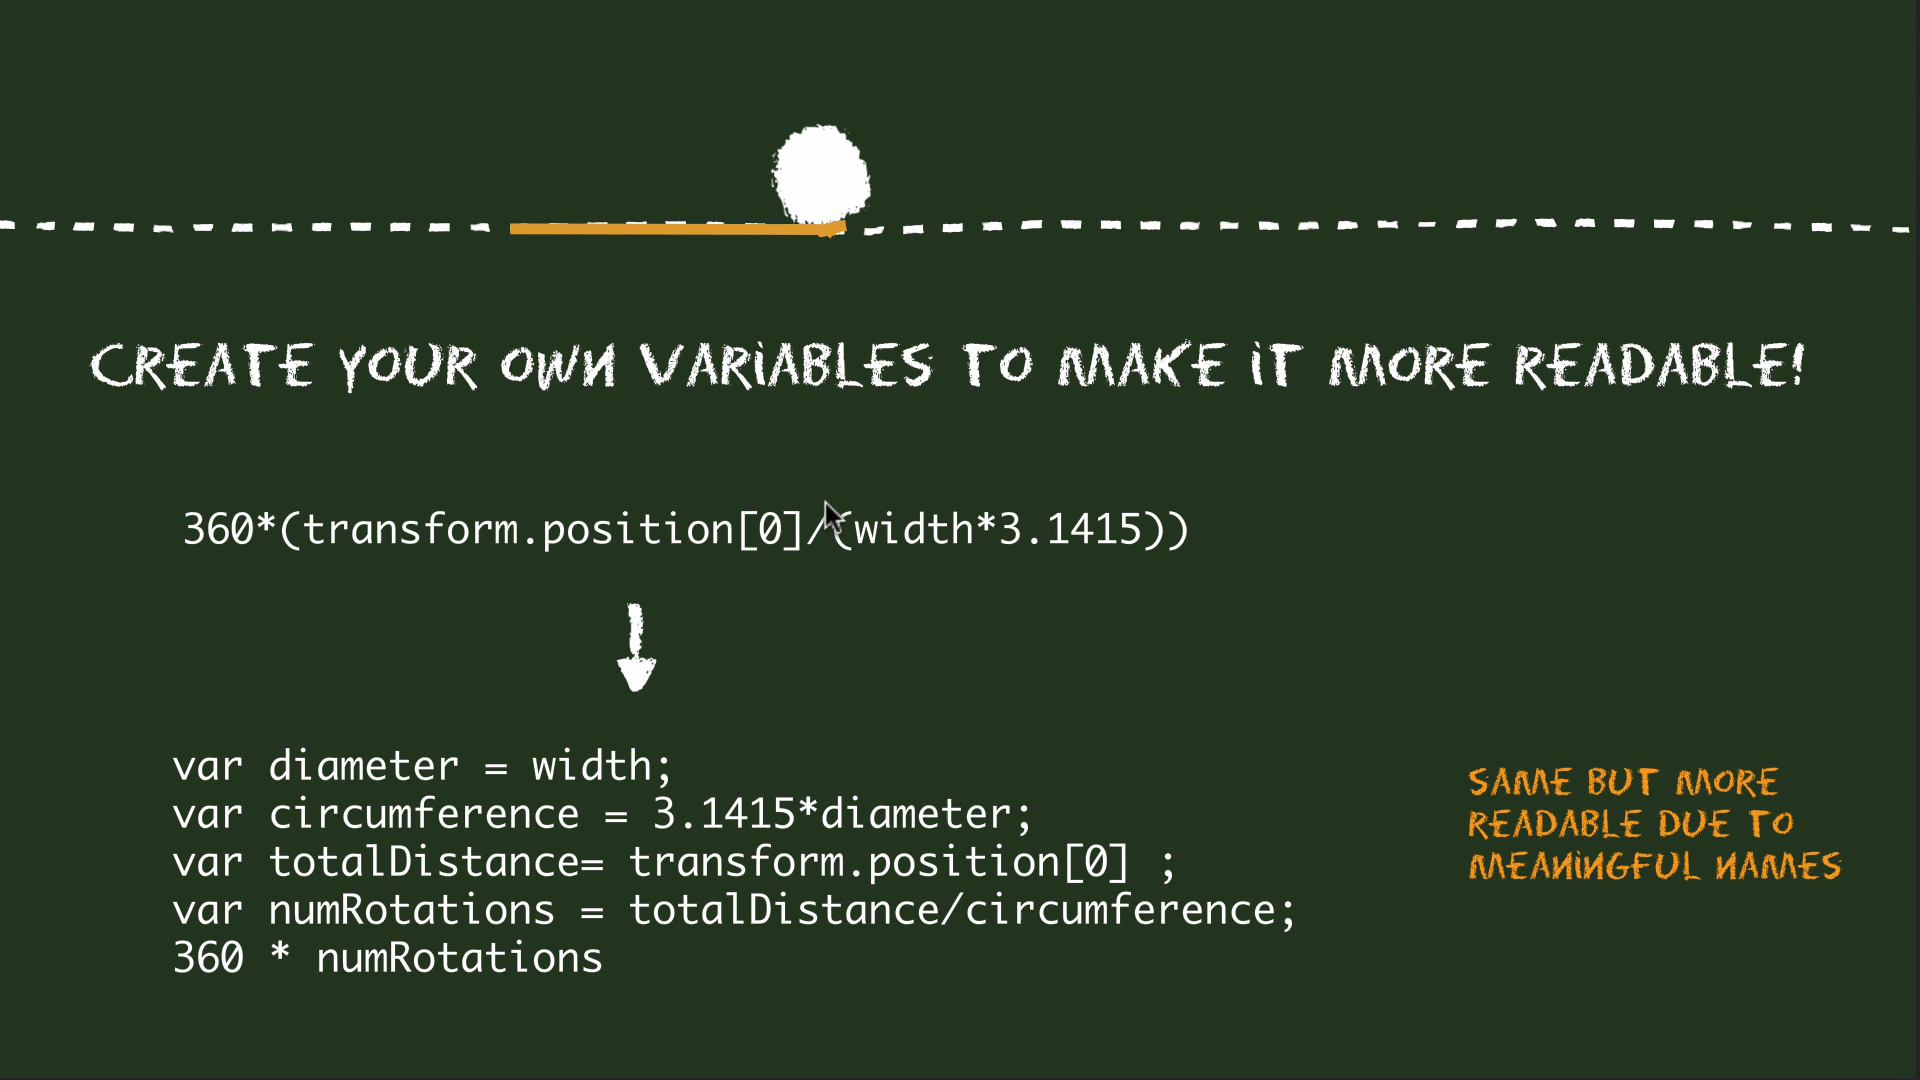 CREATE YOUR OWN VARIABLES TO MAKE IT MORE READABLE!
360*(transform.position[0]/(width*3.1415))
var diameter = width;
var circumference = 3.1415*diameter;
var totalDistance= transform.position[0] ;
var numRotations = totalDistance/circumference;
360 * numRotations
SAME BUT MORE
READABLE DUE TO
MEANINGFUL NAMES